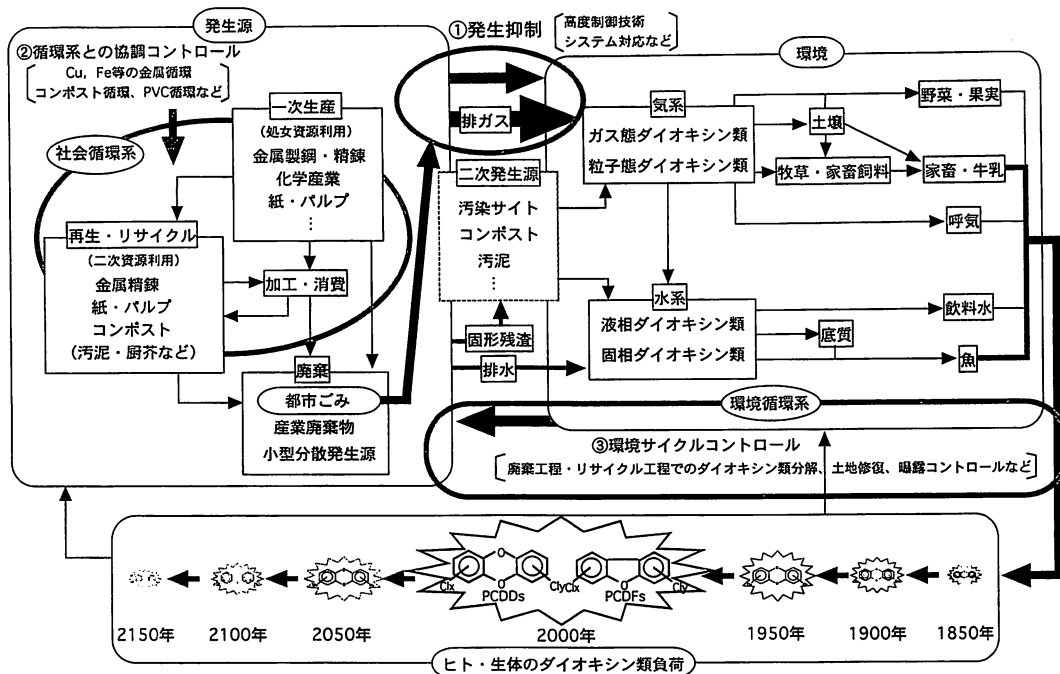 発生源
②循環系との協調コントロール
Cu, Fe等の金属循環
コンポスト循環、PVC循環など
社会循環系
一次生産
(処女資源利用)
金属製鋼・精錬
化学産業
紙・パルプ
⋮
再生・リサイクル
(二次資源利用)
金属精錬
紙・パルプ
コンポスト
(汚泥・厨芥など)
加工・消費
廃棄
都市ごみ
産業廃棄物
小型分散発生源
①発生抑制
高度制御技術
システム対応など
排ガス
二次発生源
汚染サイト
コンポスト
汚泥
⋮
固形残渣
排水
環境
気系
ガス態ダイオキシン類
粒子態ダイオキシン類
水系
液相ダイオキシン類
固相ダイオキシン類
土壌
牧草・家畜飼料
底質
野菜・果実
家畜・牛乳
呼気
飲料水
魚
環境循環系
③環境サイクルコントロール
廃棄工程・リサイクル工程でのダイオキシン類分解、土地修復、曝露コントロールなど
O
O
Clx
Cly
PCDDs
O
Clx
Cly
PCDFs
2150年
2100年
2050年
2000年
1950年
1900年
1850年
ヒト・生体のダイオキシン類負荷